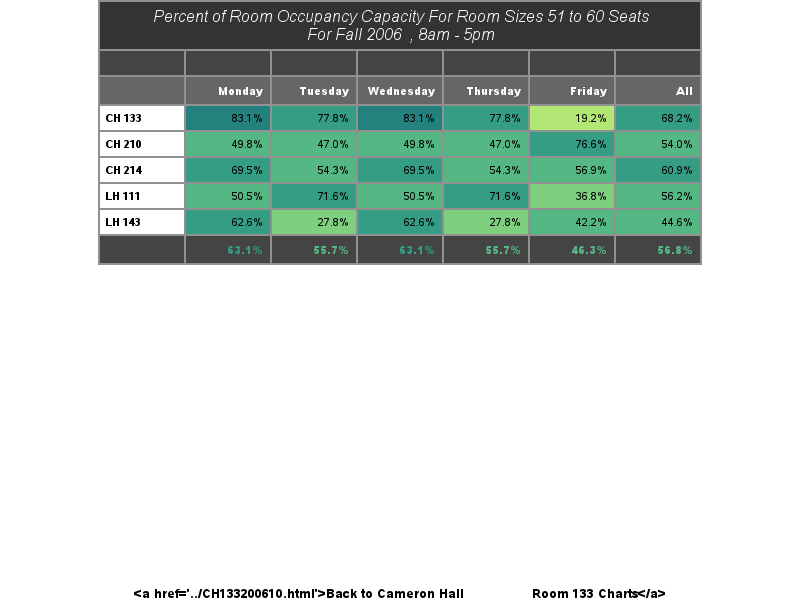 Percent of Room Occupancy Capacity For Room Sizes 51 to 60 Seats
For Fall 2006 , 8am - 5pm
Monday Tuesday Wednesday Thursday Friday All
CH 133 83.1% 77.8% 83.1% 77.8% 19.2% 68.2%
CH 210 49.8% 47.0% 49.8% 47.0% 76.6% 54.0%
CH 214 69.5% 54.3% 69.5% 54.3% 56.9% 60.9%
LH 111 50.5% 71.6% 50.5% 71.6% 36.8% 56.2%
LH 143 62.6% 27.8% 62.6% 27.8% 42.2% 44.6%
63.1% 55.7% 63.1% 55.7% 46.3% 56.8%
<a href='../CH133200610.html'>Back to Cameron Hall Room 133 Charts</a>